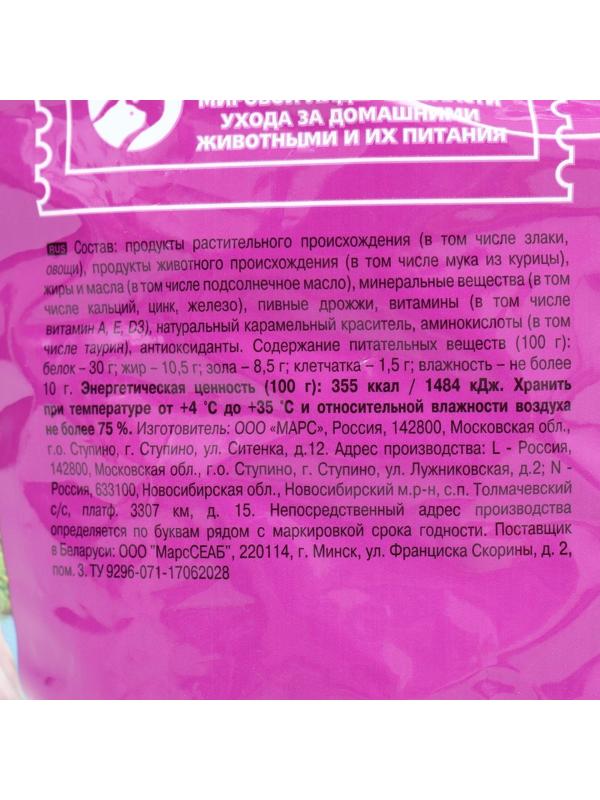 МИРОВОЙ
УХОДА ЗА ДОМАШНИМИ
ЖИВОТНЫМИ И ИХ ПИТАНИЯ
RUS Состав: продукты растительного происхождения (в том числе злаки,
овощи), продукты животного происхождения (в том числе мука из курицы),
жиры и масла (в том числе подсолнечное масло), минеральные вещества (в том
числе кальций, цинк, железо), пивные дрожжи, витамины (в том числе
витамин А, Е, D3), натуральный карамельный краситель, аминокислоты (в том
числе таурин), антиоксиданты. Содержание питательных веществ (100 г):
белок – 30 г; жир – 10,5 г; зола – 8,5 г; клетчатка – 1,5 г; влажность – не более
10 г. Энергетическая ценность (100 г): 355 ккал / 1484 кДж. Хранить
при температуре от +4 °С до +35 °С и относительной влажности воздуха
не более 75 %. Изготовитель: ООО «МАРС», Россия, 142800, Московская обл.,
г.о. Ступино, г. Ступино, ул. Ситенка, д.12. Адрес производства: L - Россия,
142800, Московская обл., г.о. Ступино, г. Ступино, ул. Лужниковская, д.2; N -
Россия, 633100, Новосибирская обл., Новосибирский м.р-н, с.п. Толмачевский
с/с, платф. 3307 км, д. 15. Непосредственный адрес производства
определяется по буквам рядом с маркировкой срока годности. Поставщик
в Беларуси: ООО "МарсСЕАБ", 220114, г. Минск, ул. Франциска Скорины, д. 2,
пом. 3. ТУ 9296-071-17062028